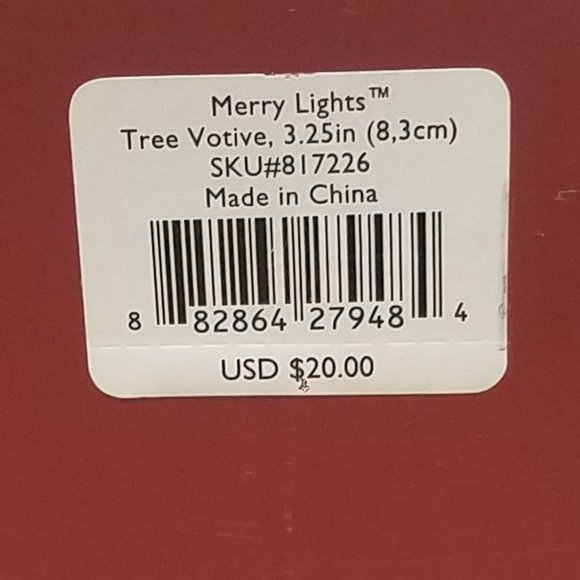 Merry Lights™
Tree Votive, 3.25in (8,3cm)
SKU#817226
Made in China
8 82864 27948 4
USD $20.00